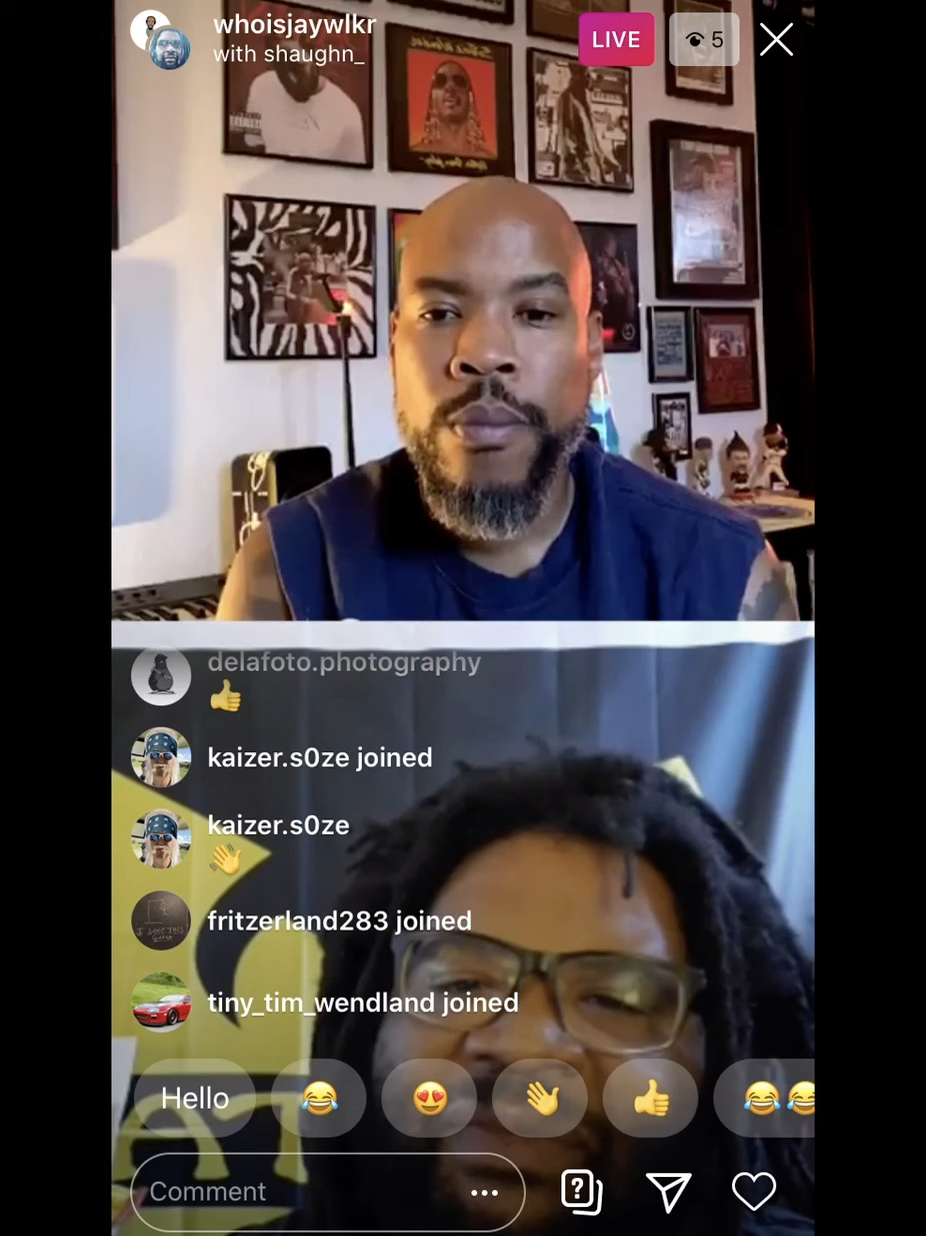 whoisjaywlkr
with shaughn_
LIVE
5
delafoto.photography
👍
kaizer.s0ze joined
kaizer.s0ze
👋
fritzerland283 joined
tiny_tim_wendland joined
Hello 😂 😍 👋 👍 😂😂
Comment